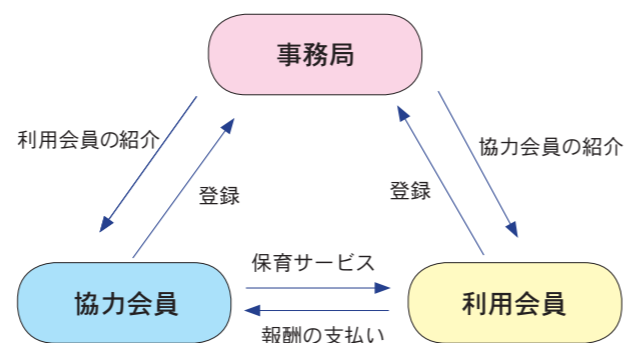 事務局
利用会員の紹介
協力会員の紹介
登録
登録
保育サービス
協力会員
利用会員
報酬の支払い